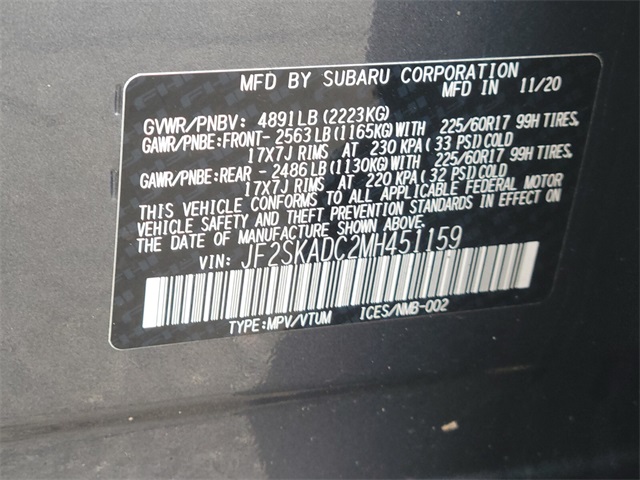 MFD BY SUBARU CORPORATION
MFD IN 11/20
GVWR/PNBV: 4891LB(2223KG)
GAWR/PNBE:FRONT- 2563LB(1165KG)WITH 225/60R17 99H TIRES,
17X7J RIMS AT 230 KPA( 33 PSI)COLD
GAWR/PNBE:REAR - 2486LB(1130KG)WITH 225/60R17 99H TIRES,
17X7J RIMS AT 220 KPA( 32 PSI)COLD
THIS VEHICLE CONFORMS TO ALL APPLICABLE FEDERAL MOTOR
VEHICLE SAFETY AND THEFT PREVENTION STANDARDS IN EFFECT ON
THE DATE OF MANUFACTURE SHOWN ABOVE.
VIN: JF2SKADC2MH451159
TYPE:MPV/VTUM ICES/NMB-002